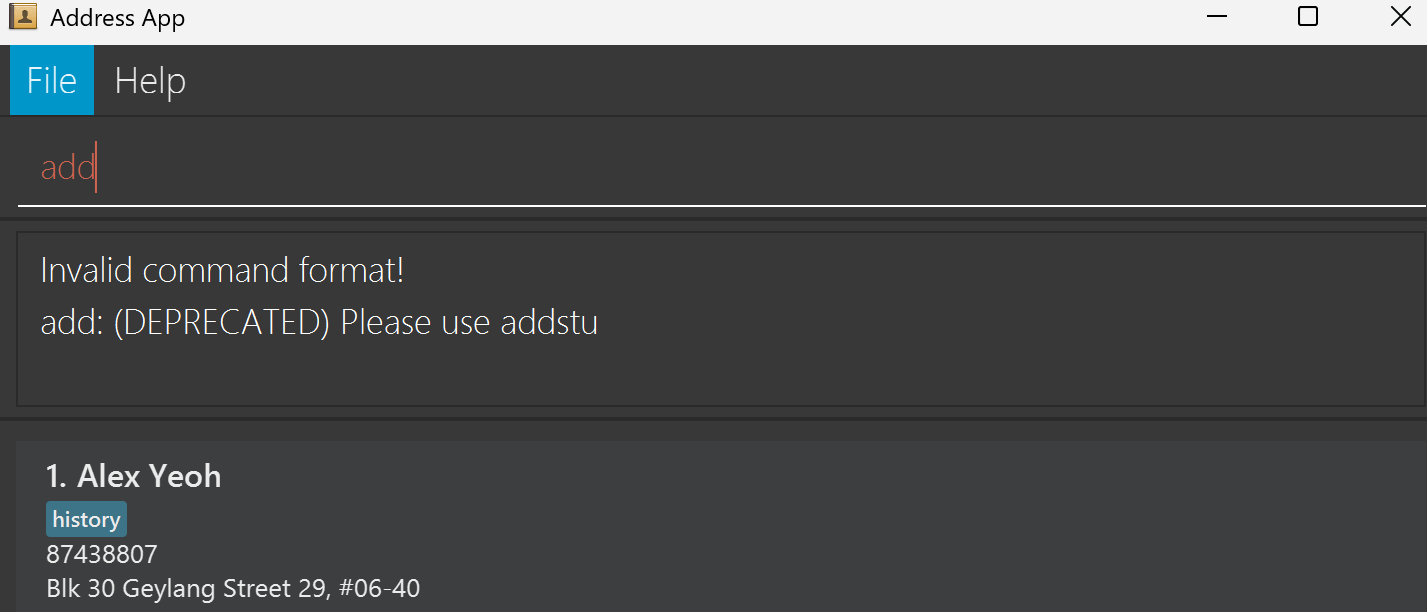 Address App
File Help
add
Invalid command format!
add: (DEPRECATED) Please use addstu
1. Alex Yeoh
history
87438807
Blk 30 Geylang Street 29, #06-40